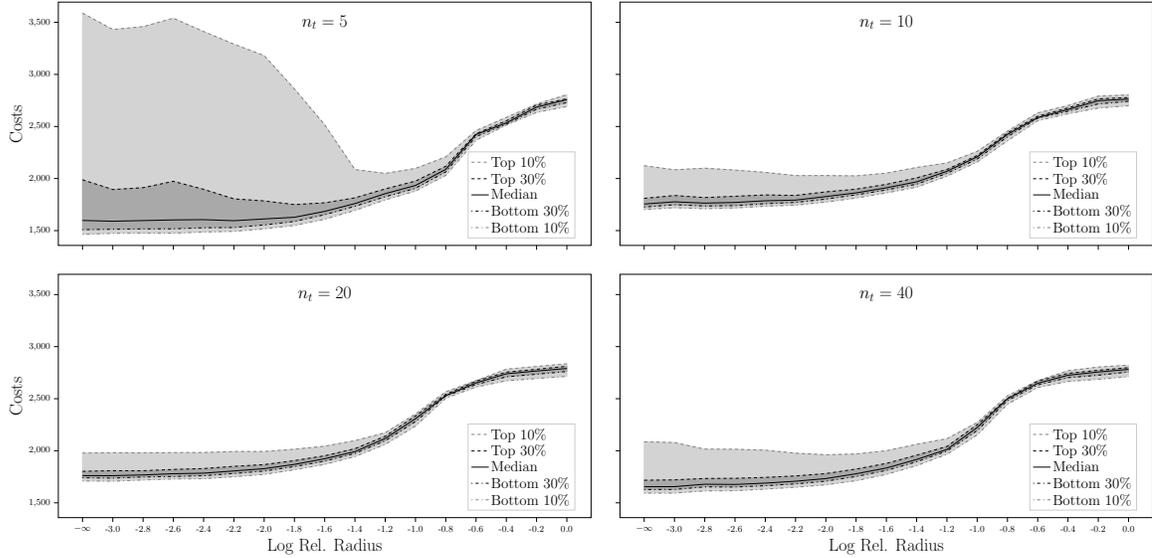 n_t = 5
n_t = 10
3,500
3,000
2,500
2,000
1,500
Costs
Top 10%
Top 30%
Median
Bottom 30%
Bottom 10%
Top 10%
Top 30%
Median
Bottom 30%
Bottom 10%
n_t = 20
n_t = 40
3,500
3,000
2,500
2,000
1,500
Costs
Top 10%
Top 30%
Median
Bottom 30%
Bottom 10%
Top 10%
Top 30%
Median
Bottom 30%
Bottom 10%
−∞ -3.0 -2.8 -2.6 -2.4 -2.2 -2.0 -1.8 -1.6 -1.4 -1.2 -1.0 -0.8 -0.6 -0.4 -0.2 0.0
−∞ -3.0 -2.8 -2.6 -2.4 -2.2 -2.0 -1.8 -1.6 -1.4 -1.2 -1.0 -0.8 -0.6 -0.4 -0.2 0.0
Log Rel. Radius
Log Rel. Radius